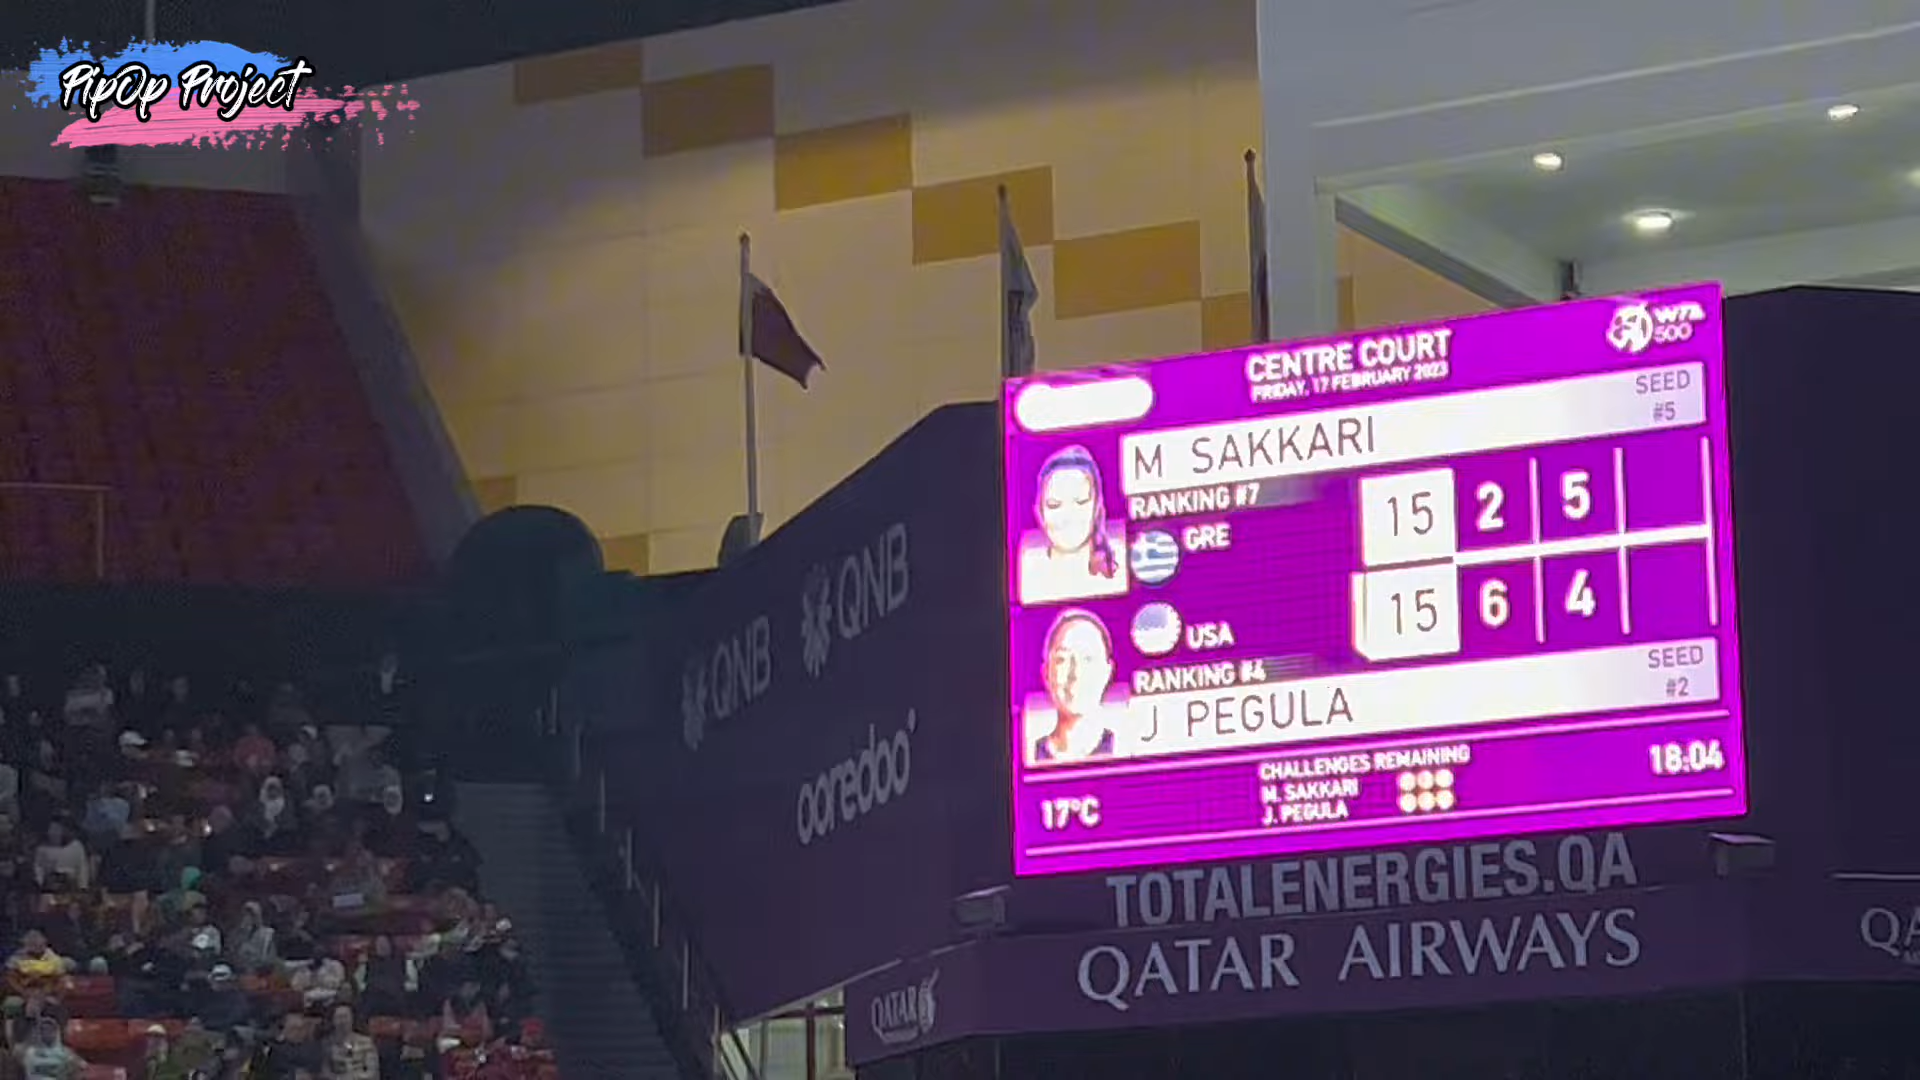 PipOp Project
WTA
500
CENTRE COURT
FRIDAY, 17 FEBRUARY 2023
SEED
#5
M SAKKARI
RANKING #7
GRE
15 2 5
15 6 4
USA
RANKING #4
J PEGULA
SEED
#2
CHALLENGES REMAINING
M. SAKKARI
J. PEGULA
17°C
18:04
QNB
QNB
ooredoo'
TOTALENERGIES.QA
QATAR AIRWAYS
QATAR
QA